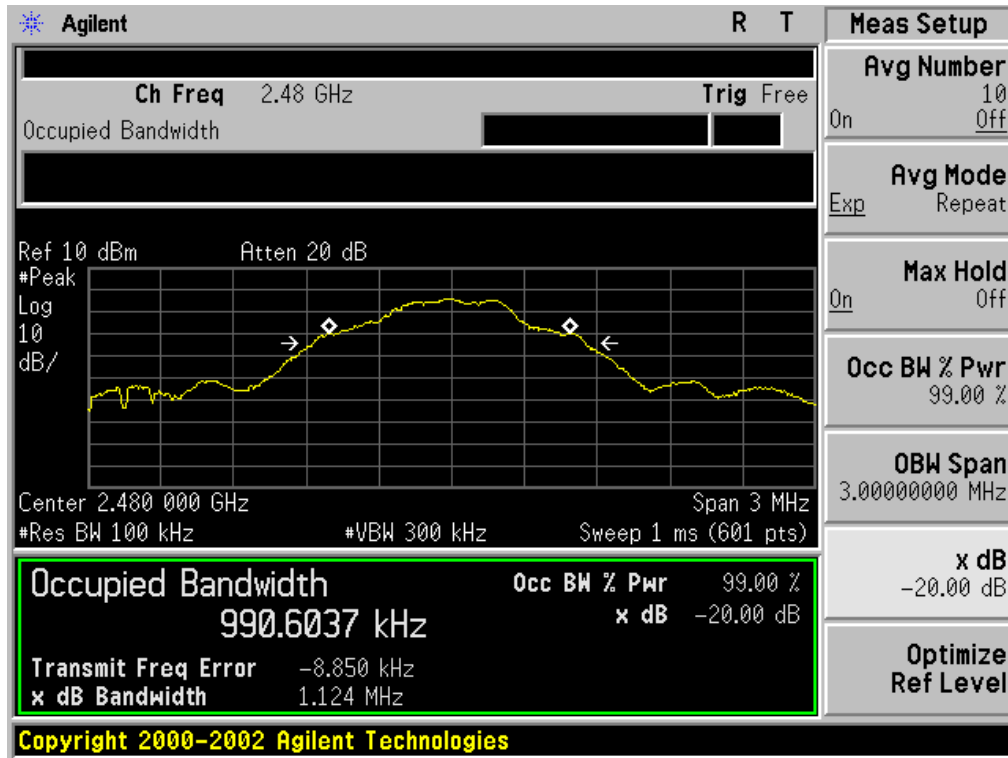 Agilent R T
Ch Freq 2.48 GHz Trig Free
Occupied Bandwidth
Ref 10 dBm Atten 20 dB
#Peak
Log
10
dB/
Center 2.480 000 GHz Span 3 MHz
#Res BW 100 kHz #VBW 300 kHz Sweep 1 ms (601 pts)
Occupied Bandwidth Occ BW % Pwr 99.00 %
990.6037 kHz x dB -20.00 dB
Transmit Freq Error -8.850 kHz
x dB Bandwidth 1.124 MHz
Copyright 2000-2002 Agilent Technologies
Meas Setup
Avg Number
10
On Off
Avg Mode
Exp Repeat
Max Hold
On Off
Occ BW % Pwr
99.00 %
OBW Span
3.00000000 MHz
x dB
-20.00 dB
Optimize
Ref Level